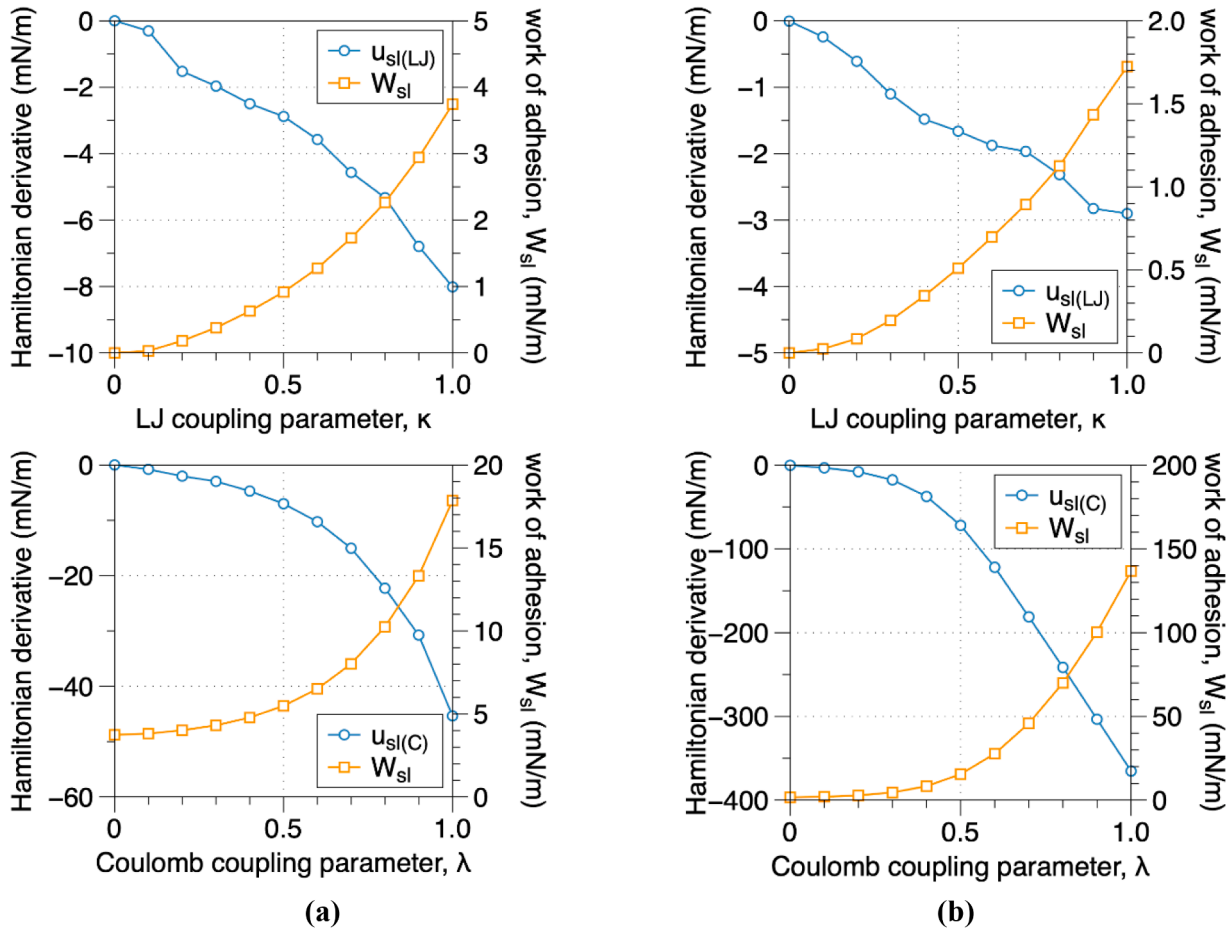 0
−2
−4
−6
−8
−10
Hamiltonian derivative (mN/m)
u_sl(LJ)
W_sl
5
4
3
2
1
0
work of adhesion, W_sl (mN/m)
0 0.5 1.0
LJ coupling parameter, κ
0
−1
−2
−3
−4
−5
Hamiltonian derivative (mN/m)
u_sl(LJ)
W_sl
2.0
1.5
1.0
0.5
0
work of adhesion, W_sl (mN/m)
0 0.5 1.0
LJ coupling parameter, κ
0
−20
−40
−60
Hamiltonian derivative (mN/m)
u_sl(C)
W_sl
20
15
10
5
0
work of adhesion, W_sl (mN/m)
0 0.5 1.0
Coulomb coupling parameter, λ
0
−100
−200
−300
−400
Hamiltonian derivative (mN/m)
u_sl(C)
W_sl
200
150
100
50
0
work of adhesion, W_sl (mN/m)
0 0.5 1.0
Coulomb coupling parameter, λ
(a)
(b)